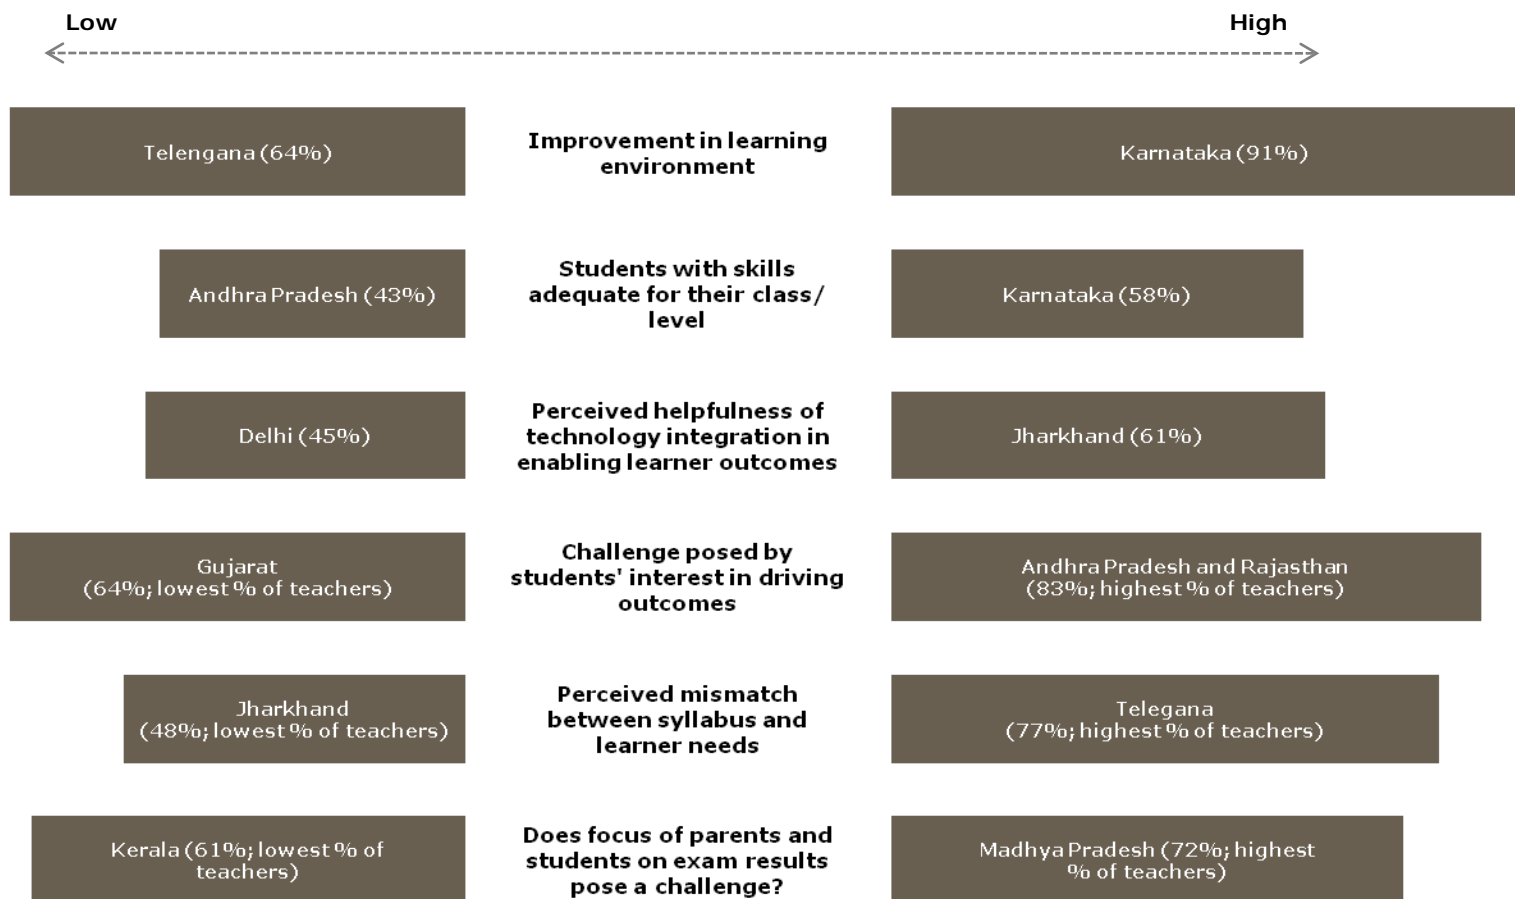 Low
High
Telengana (64%)
Improvement in learning
environment
Karnataka (91%)
Andhra Pradesh (43%)
Students with skills
adequate for their class/
level
Karnataka (58%)
Delhi (45%)
Perceived helpfulness of
technology integration in
enabling learner outcomes
Jharkhand (61%)
Gujarat
(64%; lowest % of teachers)
Challenge posed by
students' interest in driving
outcomes
Andhra Pradesh and Rajasthan
(83%; highest % of teachers)
Jharkhand
(48%; lowest % of teachers)
Perceived mismatch
between syllabus and
learner needs
Telegana
(77%; highest % of teachers)
Kerala (61%; lowest % of
teachers)
Does focus of parents and
students on exam results
pose a challenge?
Madhya Pradesh (72%; highest
% of teachers)